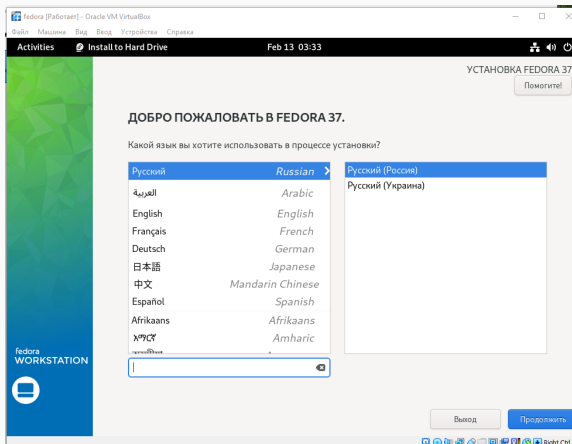 fedora [Работает] - Oracle VM VirtualBox
Файл Машина Вид Ввод Устройства Справка
Activities Install to Hard Drive Feb 13 03:33
УСТАНОВКА FEDORA 37
Помогите!
ДОБРО ПОЖАЛОВАТЬ В FEDORA 37.
Какой язык вы хотите использовать в процессе установки?
Русский Russian
العربية Arabic
English English
Français French
Deutsch German
日本語 Japanese
中文 Mandarin Chinese
Español Spanish
Afrikaans Afrikaans
አማርኛ Amharic
Русский (Россия)
Русский (Украина)
fedora
WORKSTATION
Выход
Продолжить
Right Ctrl